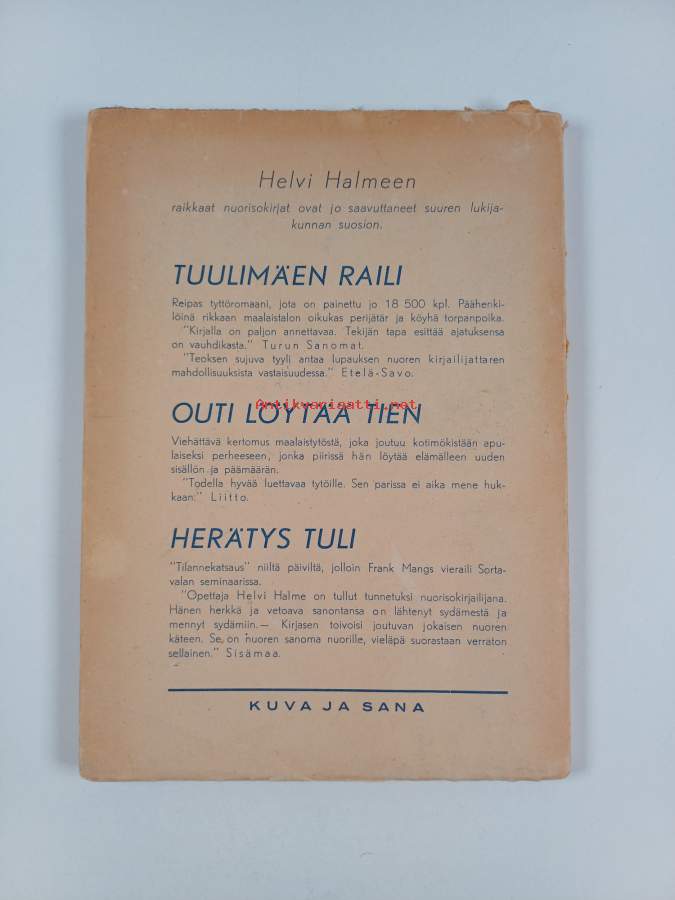 Helvi Halmeen
raikkaat nuorisokirjat ovat jo saavuttaneet suuren lukija-
kunnan suosion.
TUULIMÄEN RAILI
Reipas tyttöromaani, jota on painettu jo 18 500 kpl. Päähenki-
löinä rikkaan maalaistalon oikukas perijätär ja köyhä torpanpoika.
"Kirjalla on paljon annettavaa. Tekijän tapa esittää ajatuksensa
on vauhdikasta." Turun Sanomat.
"Teoksen sujuva tyyli antaa lupauksen nuoren kirjailijattaren
mahdollisuuksista vastaisuudessa." Etelä-Savo.
antikvariaatti.net
OUTI LÖYTÄÄ TIEN
Viehättävä kertomus maalaistytöstä, joka joutuu kotimökistään apu-
laiseksi perheeseen, jonka piirissä hän löytää elämälleen uuden
sisällön ja päämäärän.
"Todella hyvää luettavaa tytöille. Sen parissa ei aika mene huk-
kaan." Liitto.
HERÄTYS TULI
"Tilannekatsaus" niiltä päiviltä, jolloin Frank Mangs vieraili Sorta-
valan seminaarissa.
"Opettaja Helvi Halme on tullut tunnetuksi nuorisokirjailijana.
Hänen herkkä ja vetoava sanontansa on lähtenyt sydämestä ja
mennyt sydämiin.— Kirjasen toivoisi joutuvan jokaisen nuoren
käteen. Se on nuoren sanoma nuorille, vieläpä suorastaan verraton
sellainen." Sisämaa.
KUVA JA SANA